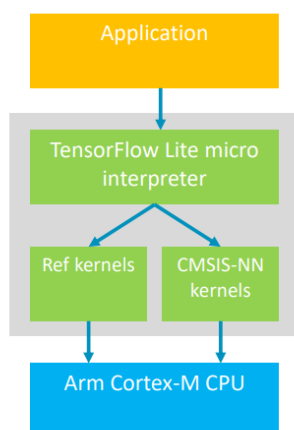 Application
TensorFlow Lite micro
interpreter
Ref kernels
CMSIS-NN
kernels
Arm Cortex-M CPU